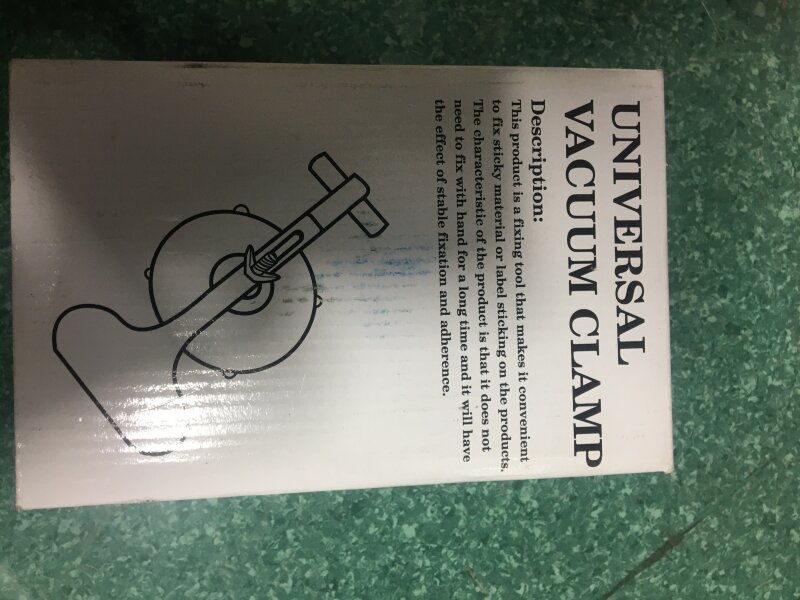 UNIVERSAL
VACUUM CLAMP
Description:
This product is a fixing tool that makes it convenient
to fix sticky material or label sticking on the products.
The characteristic of the product is that it does not
need to fix with hand for a long time and it will have
the effect of stable fixation and adherence.